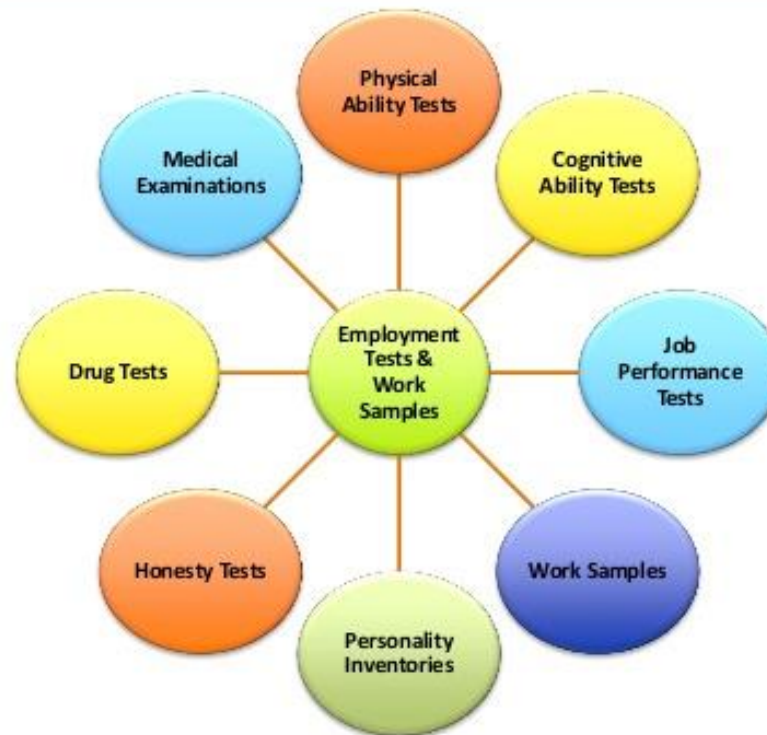 Physical
Ability Tests
Cognitive
Ability Tests
Job
Performance
Tests
Work Samples
Personality
Inventories
Honesty Tests
Drug Tests
Medical
Examinations
Employment
Tests &
Work
Samples